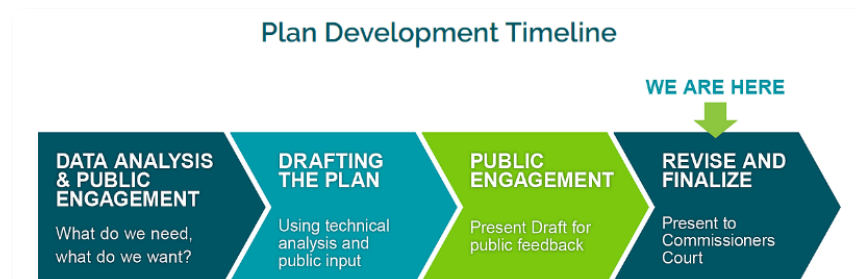 Plan Development Timeline
WE ARE HERE
DATA ANALYSIS
& PUBLIC
ENGAGEMENT
What do we need,
what do we want?
DRAFTING
THE PLAN
Using technical
analysis and
public input
PUBLIC
ENGAGEMENT
Present Draft for
public feedback
REVISE AND
FINALIZE
Present to
Commissioners
Court